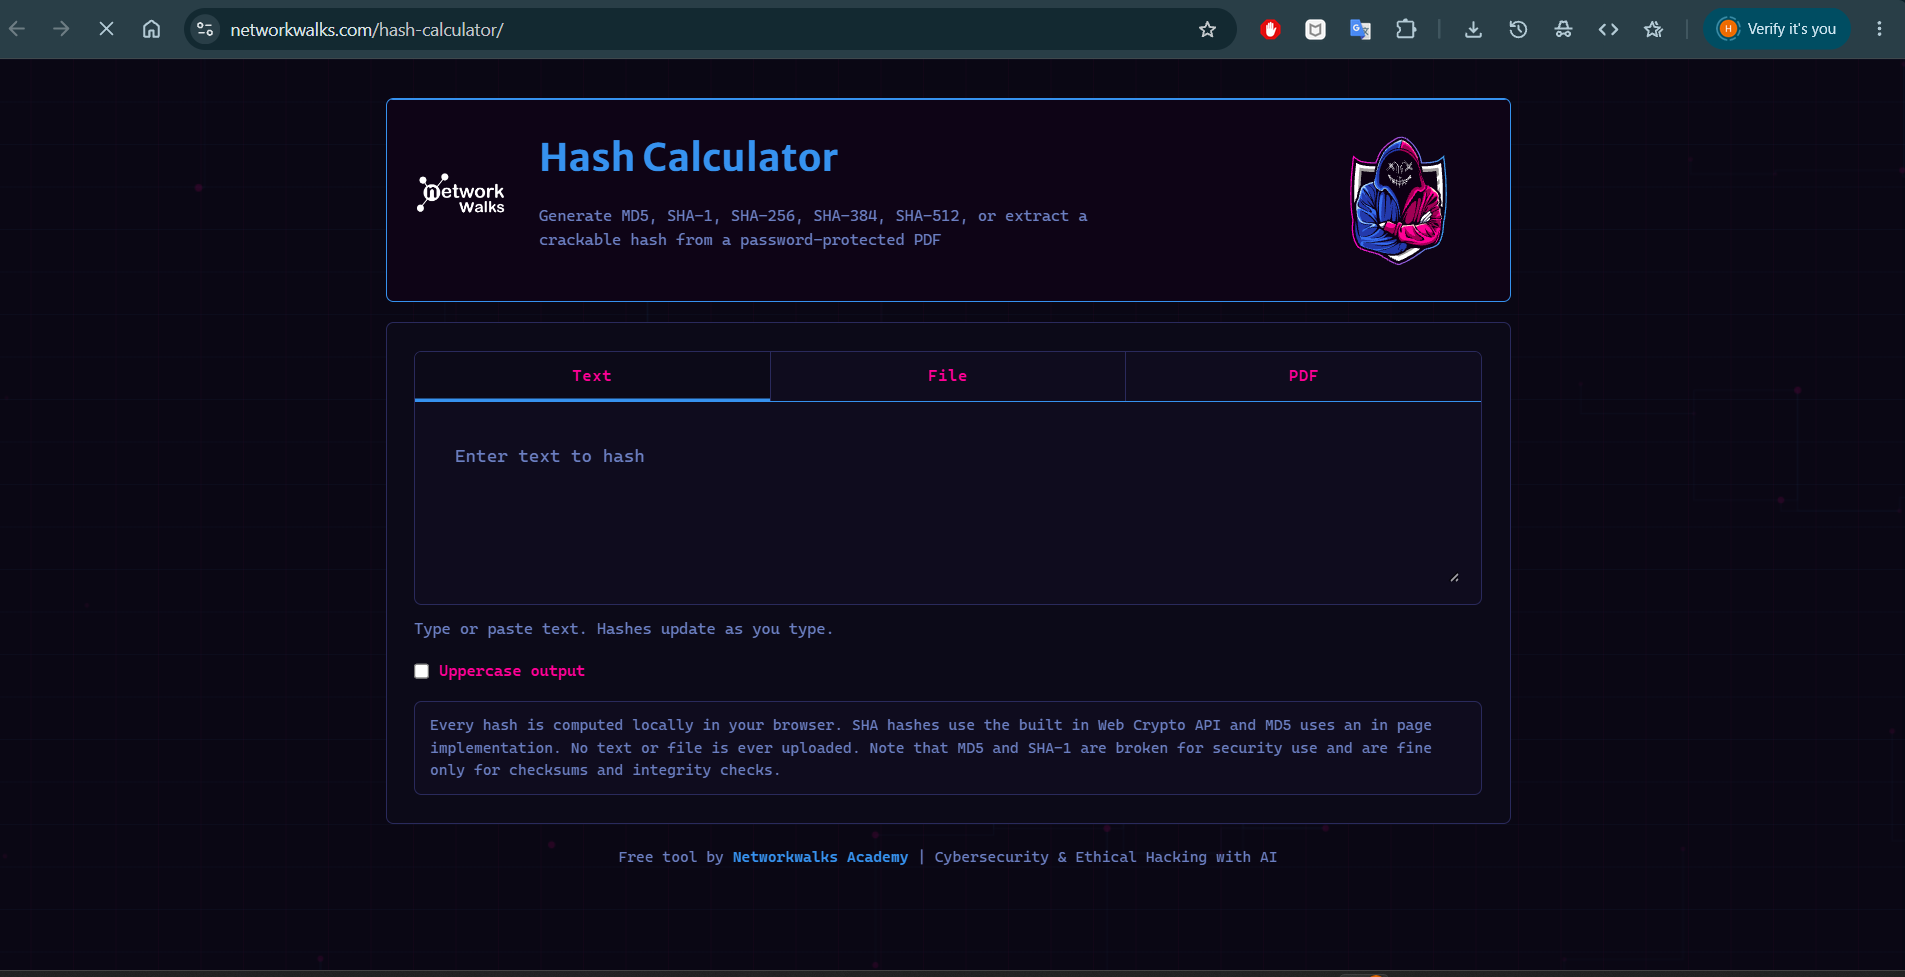 networkwalks.com/hash-calculator/
Verify it's you
H
network
Walks
Hash Calculator
Generate MD5, SHA-1, SHA-256, SHA-384, SHA-512, or extract a
crackable hash from a password-protected PDF
Text
File
PDF
Enter text to hash
Type or paste text. Hashes update as you type.
Uppercase output
Every hash is computed locally in your browser. SHA hashes use the built in Web Crypto API and MD5 uses an in page
implementation. No text or file is ever uploaded. Note that MD5 and SHA-1 are broken for security use and are fine
only for checksums and integrity checks.
Free tool by Networkwalks Academy | Cybersecurity & Ethical Hacking with AI